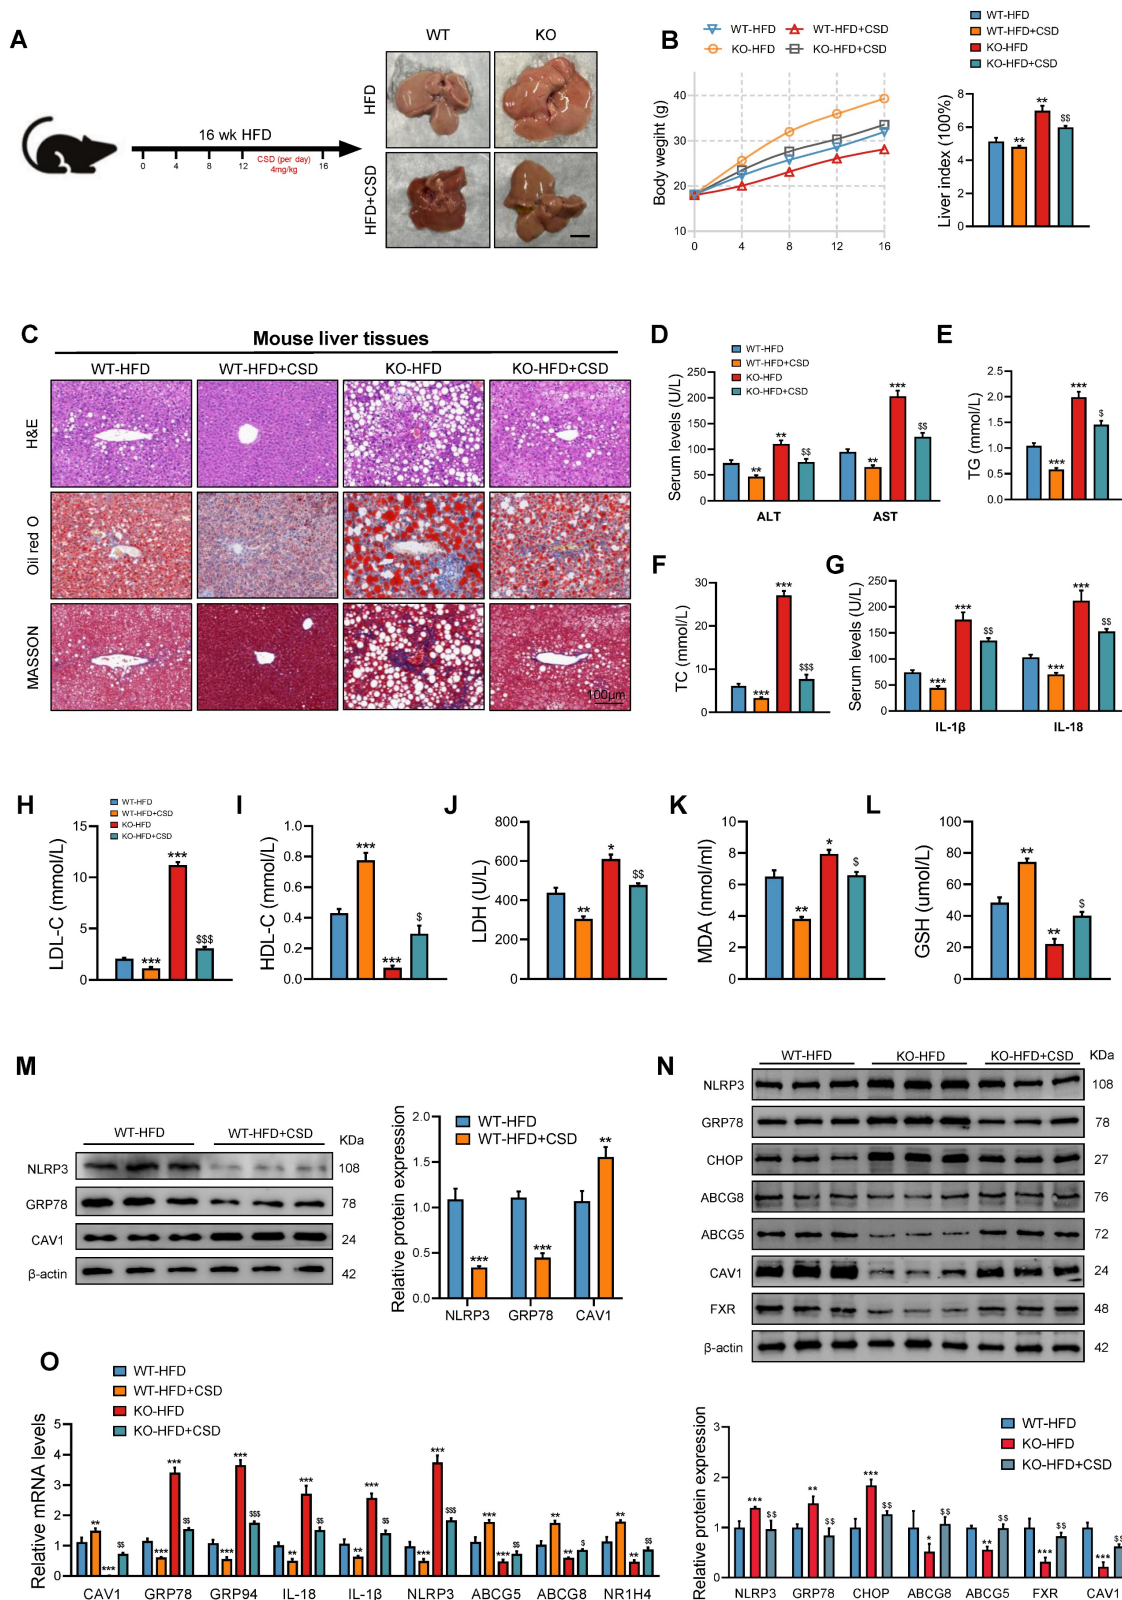 A
WT
KO
16 wk HFD
0
4
8
12
16
CSD (per day)
4mg/kg
HFD
HFD+CSD
B
WT-HFD
WT-HFD+CSD
KO-HFD
KO-HFD+CSD
Body wegiht (g)
40
30
20
10
0
4
8
12
16
WT-HFD
WT-HFD+CSD
KO-HFD
KO-HFD+CSD
Liver index (100%)
8
6
4
2
0
**
**
$$
C
Mouse liver tissues
WT-HFD
WT-HFD+CSD
KO-HFD
KO-HFD+CSD
H&E
Oil red O
MASSON
100μm
D
WT-HFD
WT-HFD+CSD
KO-HFD
KO-HFD+CSD
Serum levels (U/L)
250
200
150
100
50
0
**
**
$$
**
***
$$
ALT
AST
E
TG (mmol/L)
2.5
2.0
1.5
1.0
0.5
0.0
***
***
$
F
TC (mmol/L)
30
20
10
0
***
***
$$$
G
Serum levels (U/L)
250
200
150
100
50
0
***
***
$$
***
***
$$
IL-1β
IL-18
H
WT-HFD
WT-HFD+CSD
KO-HFD
KO-HFD+CSD
LDL-C (mmol/L)
15
10
5
0
***
***
$$$
I
HDL-C (mmol/L)
1.0
0.8
0.6
0.4
0.2
0.0
***
***
$
J
LDH (U/L)
800
600
400
200
0
**
*
$$
K
MDA (nmol/ml)
10
8
6
4
2
0
**
*
$
L
GSH (umol/L)
100
80
60
40
20
0
**
**
$
M
WT-HFD
WT-HFD+CSD
KDa
NLRP3
108
GRP78
78
CAV1
24
β-actin
42
Relative protein expression
2.0
1.5
1.0
0.5
0.0
WT-HFD
WT-HFD+CSD
***
***
**
NLRP3
GRP78
CAV1
N
WT-HFD
KO-HFD
KO-HFD+CSD
KDa
NLRP3
108
GRP78
78
CHOP
27
ABCG8
76
ABCG5
72
CAV1
24
FXR
48
β-actin
42
Relative protein expression
3
2
1
0
WT-HFD
KO-HFD
KO-HFD+CSD
***
$$
**
$$
***
$$
*
$$
**
$$
***
$$
***
$$
NLRP3
GRP78
CHOP
ABCG8
ABCG5
FXR
CAV1
O
WT-HFD
WT-HFD+CSD
KO-HFD
KO-HFD+CSD
Relative mRNA levels
5
4
3
2
1
0
**
***
$$
**
***
$$
**
***
$$$
**
***
$$
**
***
$$
**
***
$$$
***
***
$
**
**
$
**
**
$$
CAV1
GRP78
GRP94
IL-18
IL-1β
NLRP3
ABCG5
ABCG8
NR1H4